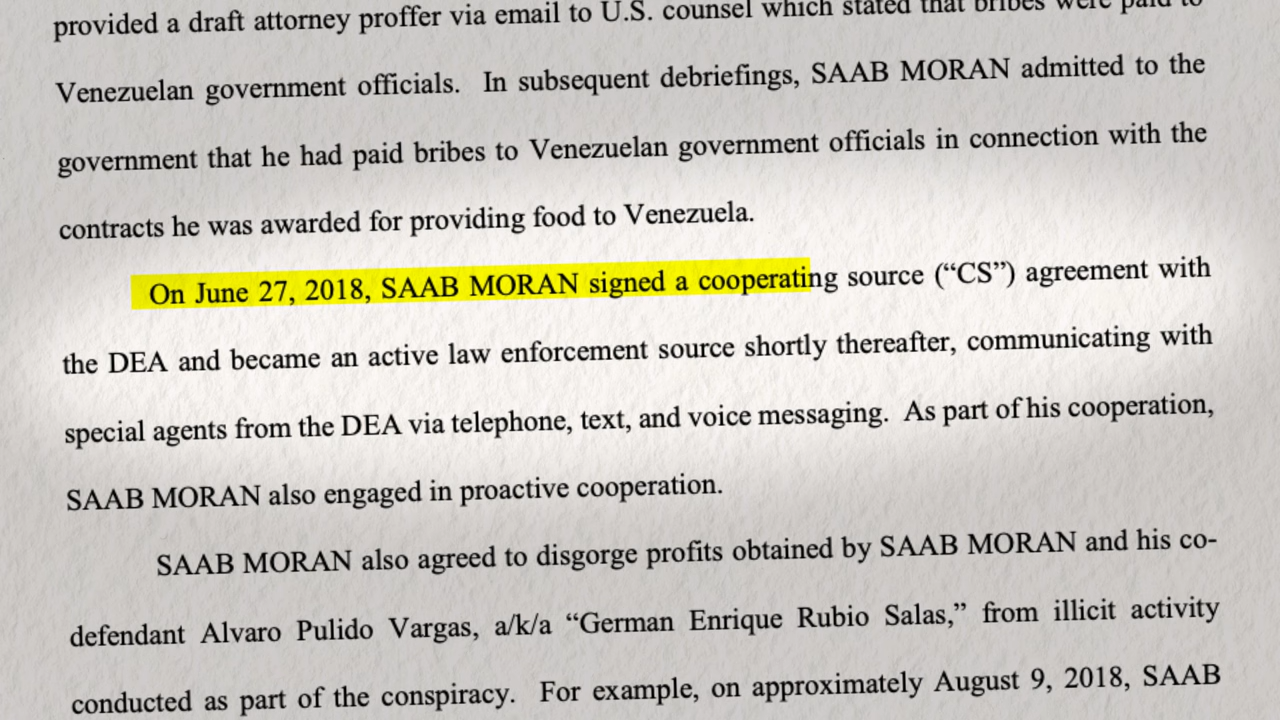 provided a draft attorney proffer via email to U.S. counsel which stated that bribes were paid to
Venezuelan government officials.  In subsequent debriefings, SAAB MORAN admitted to the
government that he had paid bribes to Venezuelan government officials in connection with the
contracts he was awarded for providing food to Venezuela.
On June 27, 2018, SAAB MORAN signed a cooperating source (“CS”) agreement with
the DEA and became an active law enforcement source shortly thereafter, communicating with
special agents from the DEA via telephone, text, and voice messaging.  As part of his cooperation,
SAAB MORAN also engaged in proactive cooperation.
SAAB MORAN also agreed to disgorge profits obtained by SAAB MORAN and his co-
defendant Alvaro Pulido Vargas, a/k/a “German Enrique Rubio Salas,” from illicit activity
conducted as part of the conspiracy.  For example, on approximately August 9, 2018, SAAB